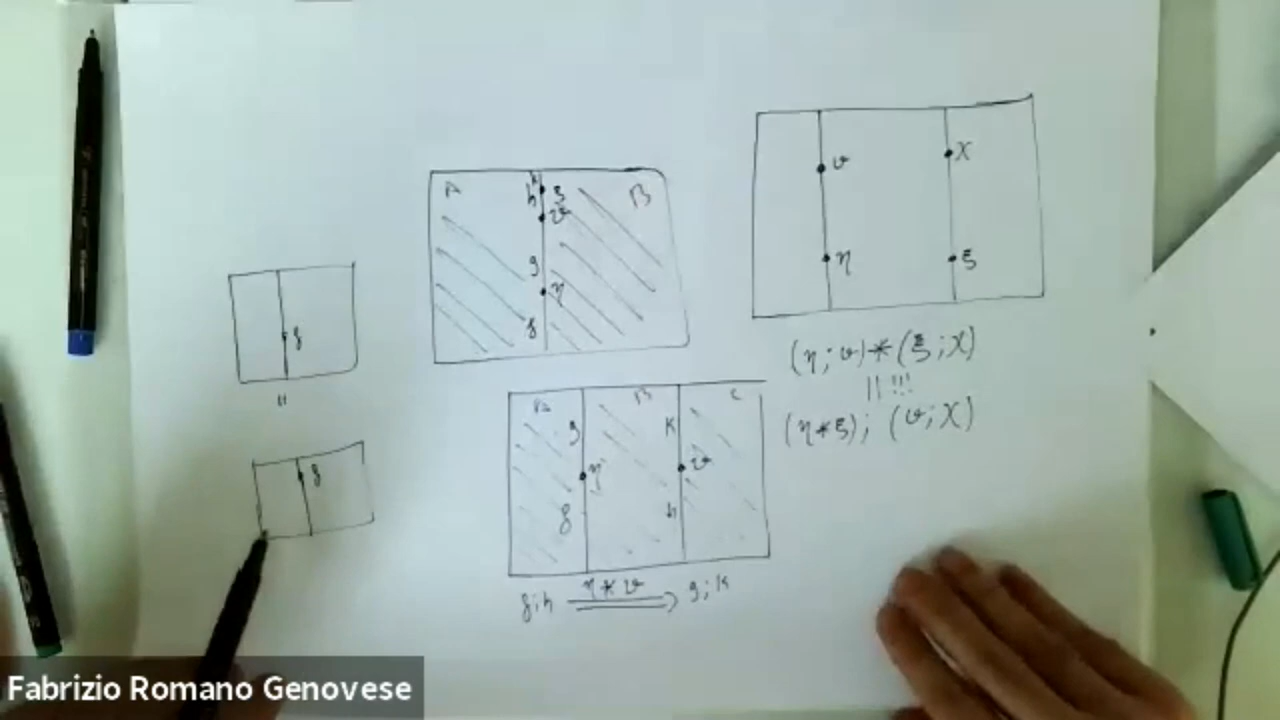 A B
h ξ
υ
g
η
f
υ χ
η ξ
f
"
f
(η;υ)*(ξ;χ)
|| !!!
(η*ξ); (υ;χ)
A B C
g k
η υ
f h
f;h η*υ g;k
Fabrizio Romano Genovese